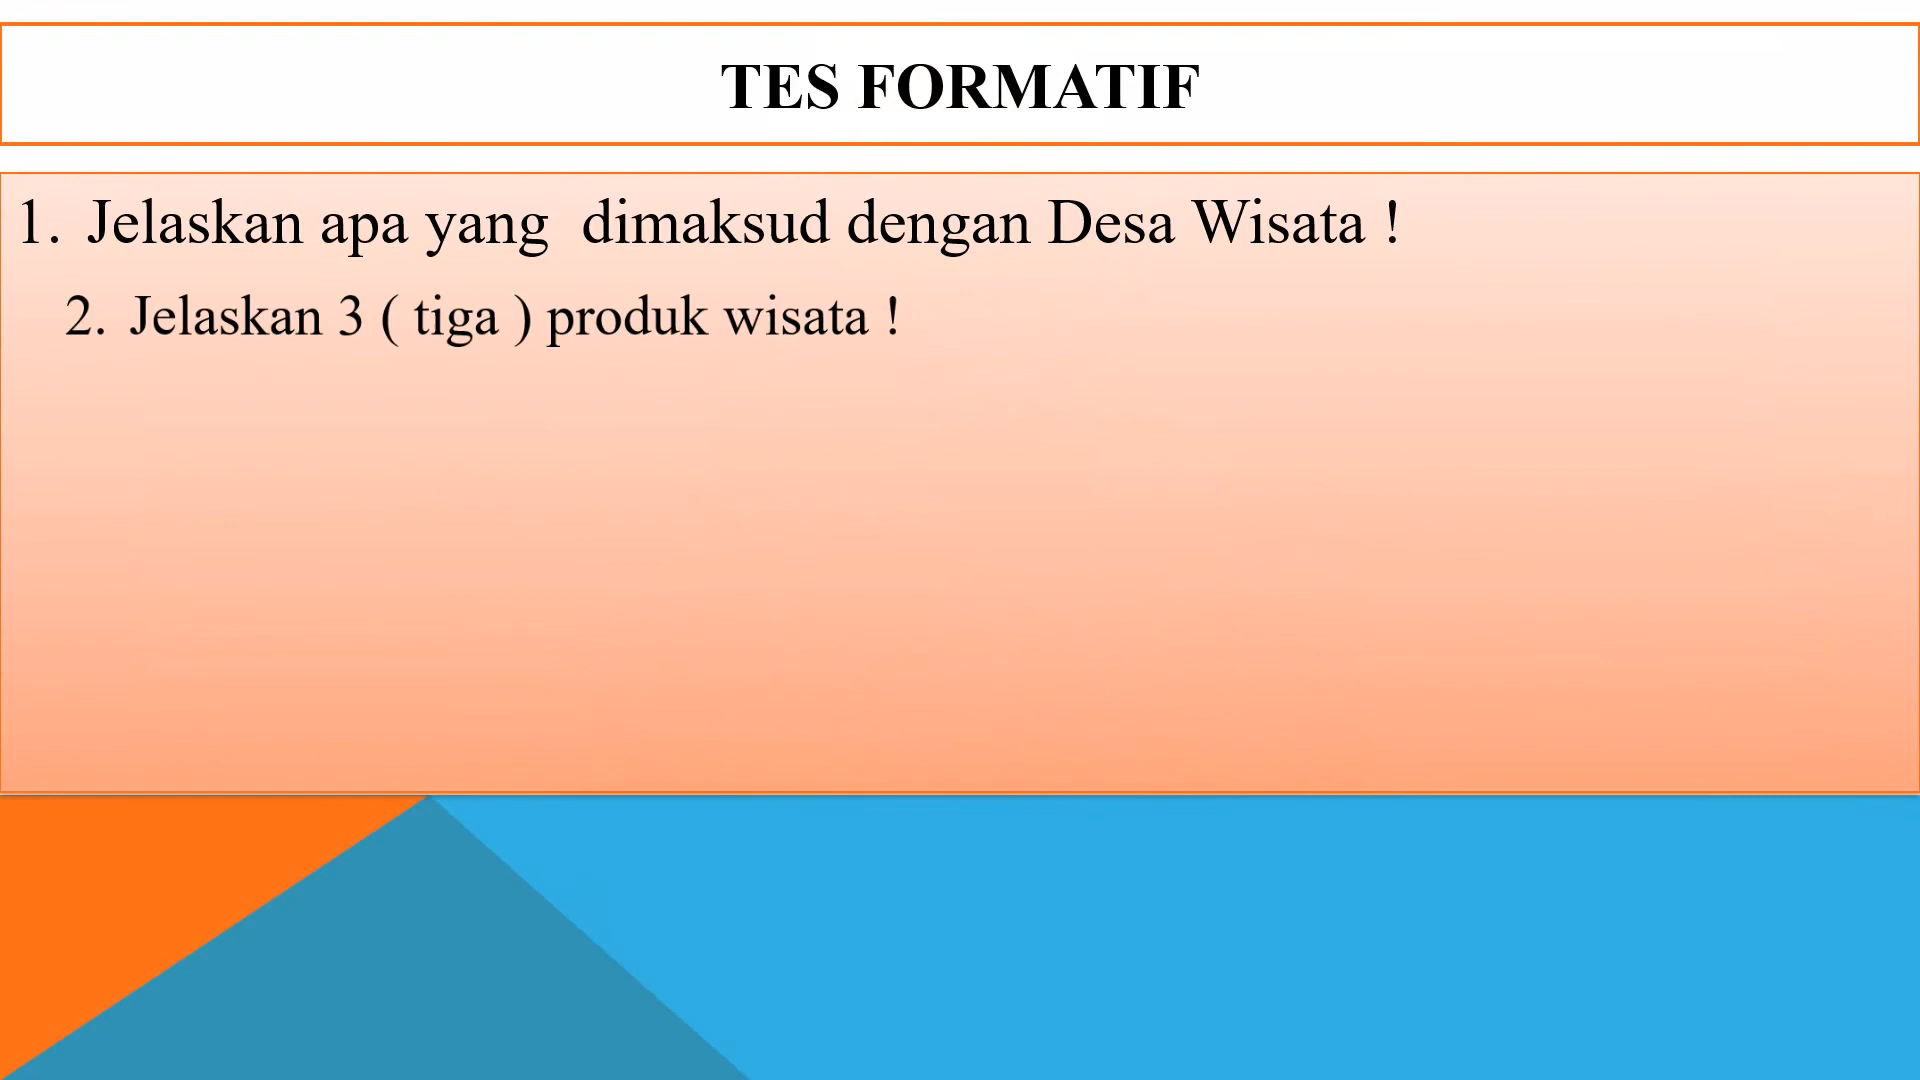 TES FORMATIF
1. Jelaskan apa yang  dimaksud dengan Desa Wisata !
2. Jelaskan 3 ( tiga ) produk wisata !